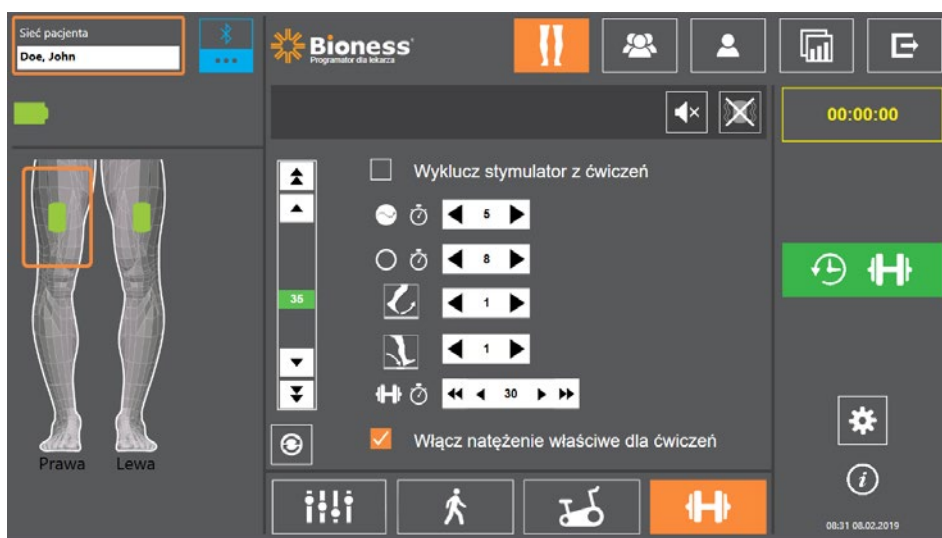 Sieć pacjenta
Doe, John
Bioness
Programator dla lekarza
00:00:00
Wyklucz stymulator z ćwiczeń
5
8
35
1
1
30
Włącz natężenie właściwe dla ćwiczeń
Prawa Lewa
08:31 08.02.2019